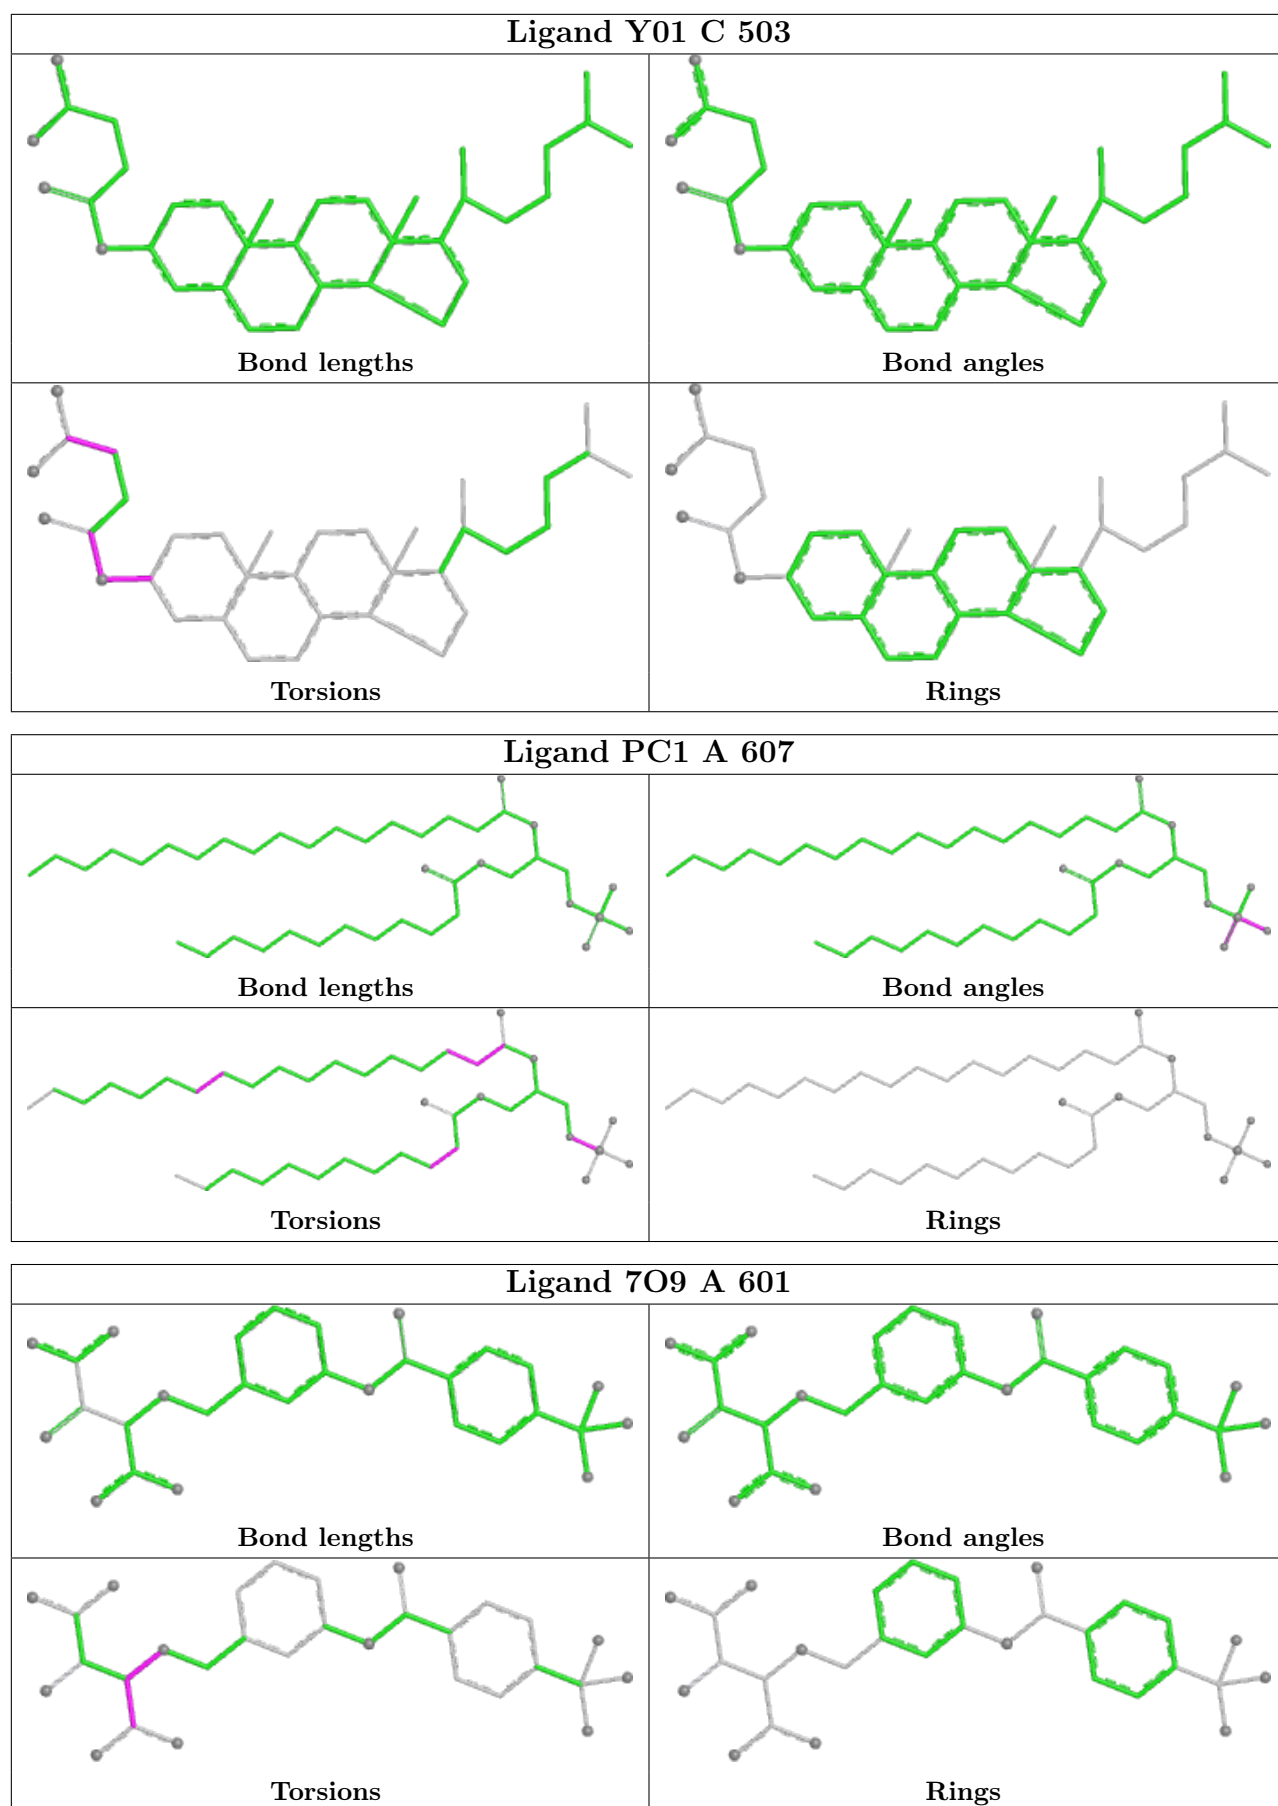 Ligand Y01 C 503
Bond lengths
Bond angles
Torsions
Rings
Ligand PC1 A 607
Bond lengths
Bond angles
Torsions
Rings
Ligand 7O9 A 601
Bond lengths
Bond angles
Torsions
Rings